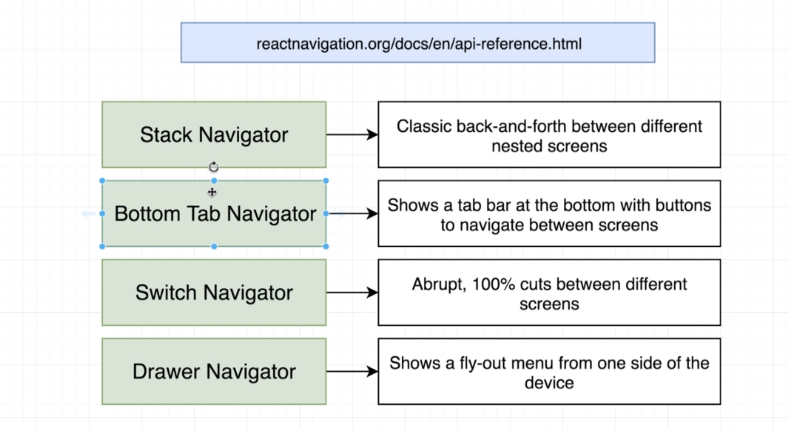 reactnavigation.org/docs/en/api-reference.html
Stack Navigator
Classic back-and-forth between different
nested screens
Bottom Tab Navigator
Shows a tab bar at the bottom with buttons
to navigate between screens
Switch Navigator
Abrupt, 100% cuts between different
screens
Drawer Navigator
Shows a fly-out menu from one side of the
device